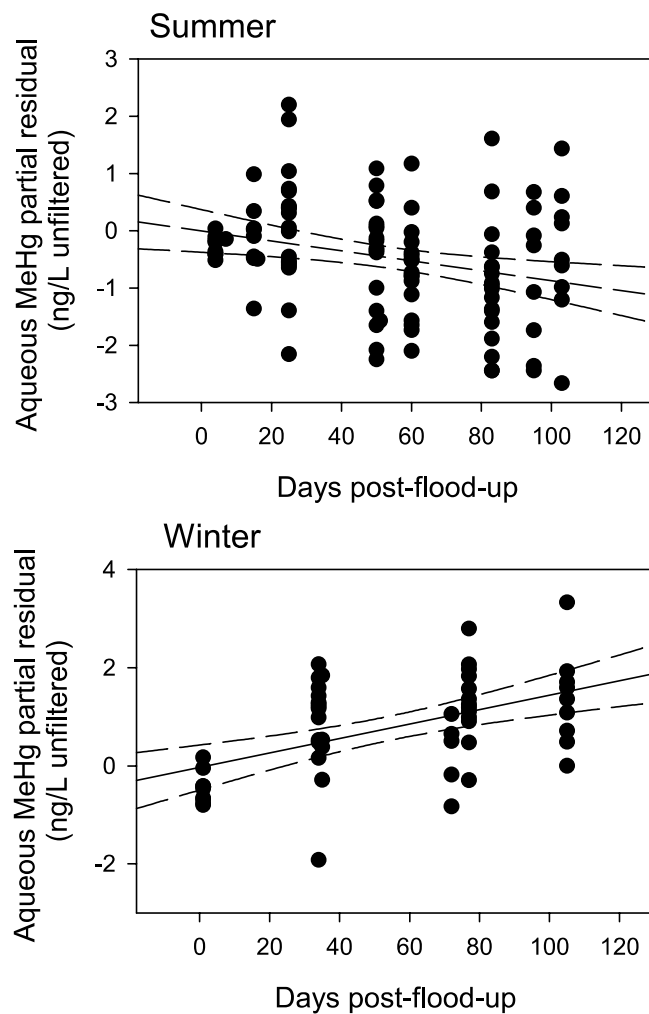 Summer
Aqueous MeHg partial residual
(ng/L unfiltered)
2
1
0
-1
-2
-3
0 20 40 60 80 100 120
Days post-flood-up
Winter
Aqueous MeHg partial residual
(ng/L unfiltered)
4
2
0
-2
0 20 40 60 80 100 120
Days post-flood-up